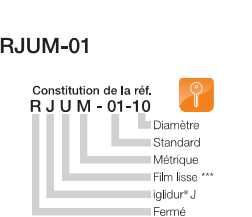 RJUM-01
Constitution de la réf.
R J U M - 01-10
Diamètre
Standard
Métrique
Film lisse ***
iglidur® J
Fermé